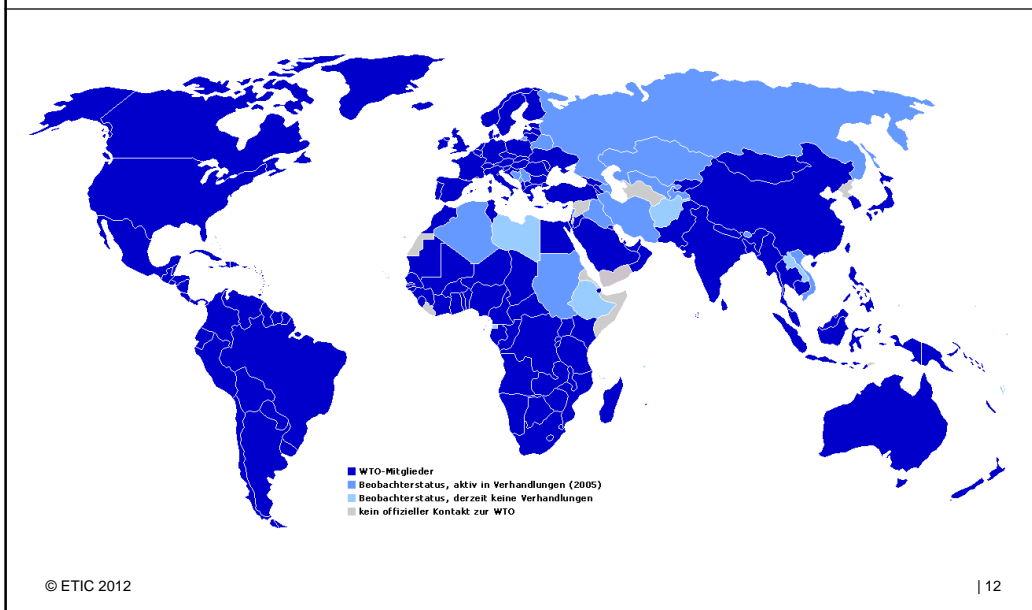 WTO-Mitglieder
Beobachterstatus, aktiv in Verhandlungen (2005)
Beobachterstatus, derzeit keine Verhandlungen
kein offizieller Kontakt zur WTO
© ETIC 2012
| 12